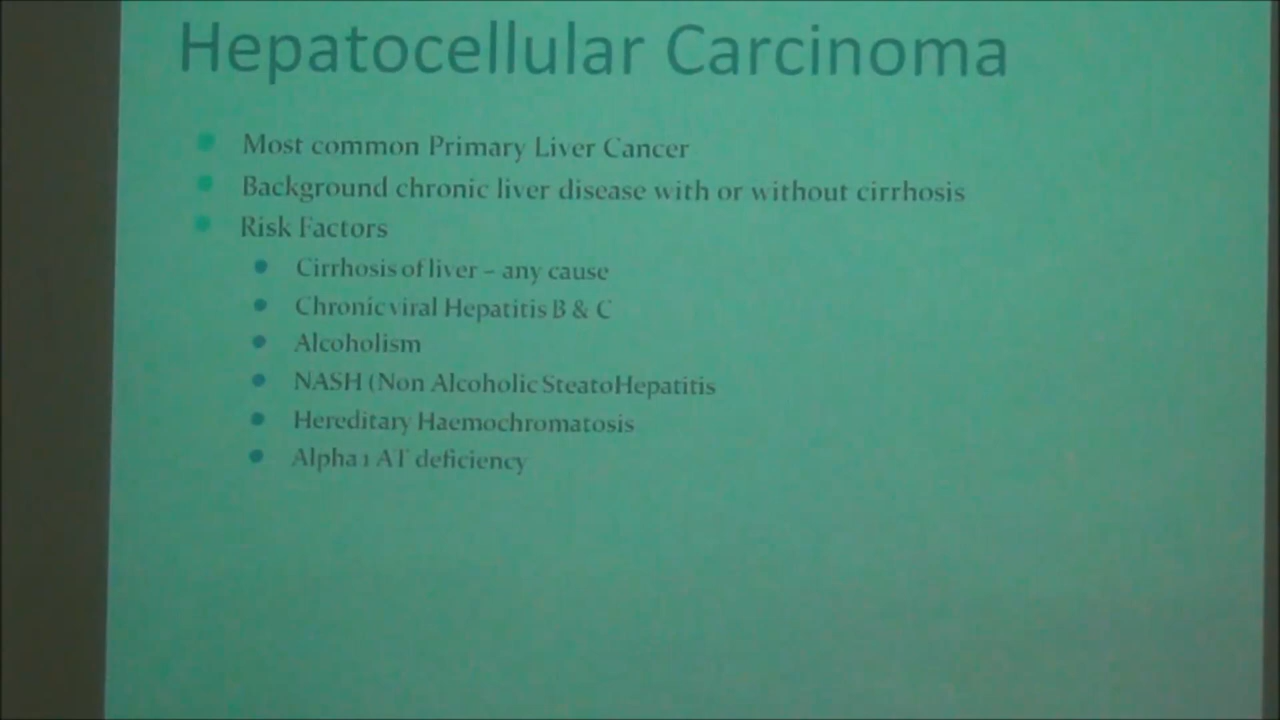 Hepatocellular Carcinoma
Most common Primary Liver Cancer
Background chronic liver disease with or without cirrhosis
Risk Factors
Cirrhosis of liver – any cause
Chronic viral Hepatitis B & C
Alcoholism
NASH (Non Alcoholic SteatoHepatitis
Hereditary Haemochromatosis
Alpha 1 AT deficiency